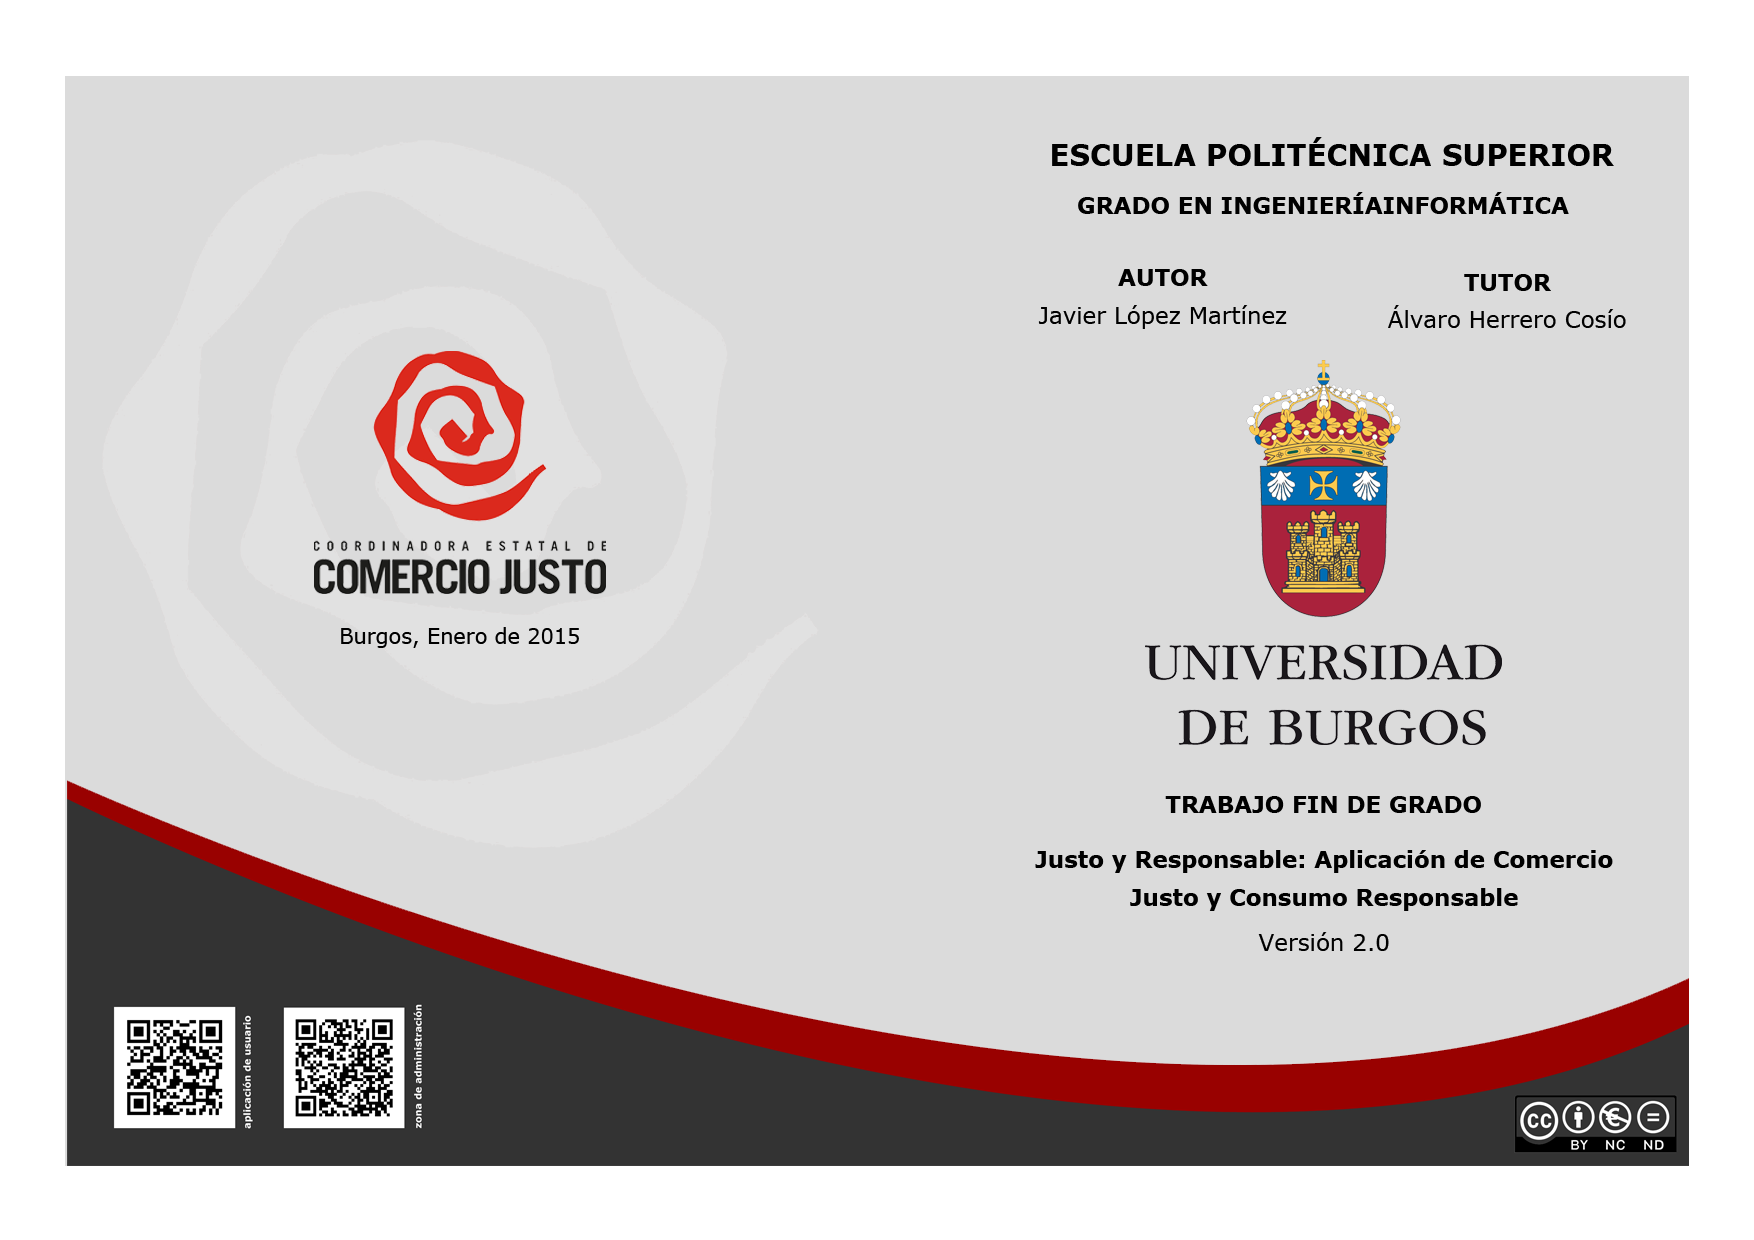 COORDINADORA ESTATAL DE
COMERCIO JUSTO
Burgos, Enero de 2015
aplicación de usuario
zona de administración
ESCUELA POLITÉCNICA SUPERIOR
GRADO EN INGENIERÍAINFORMÁTICA
AUTOR
Javier López Martínez
TUTOR
Álvaro Herrero Cosío
UNIVERSIDAD
DE BURGOS
TRABAJO FIN DE GRADO
Justo y Responsable: Aplicación de Comercio
Justo y Consumo Responsable
Versión 2.0
CC
BY NC ND